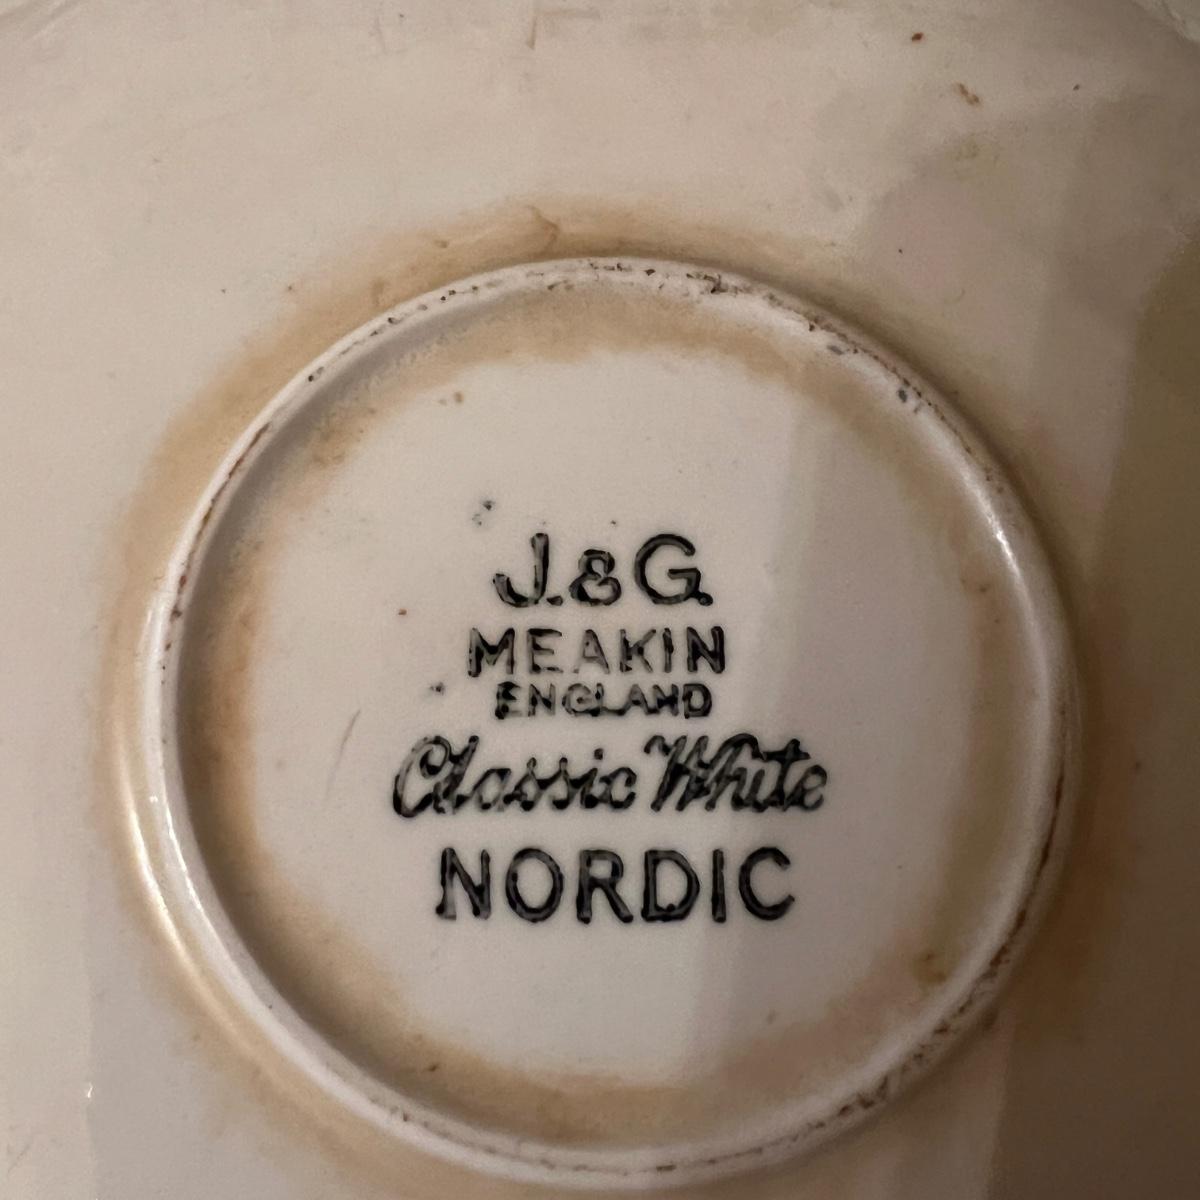 J.&G.
MEAKIN
ENGLAND
Classic White
NORDIC